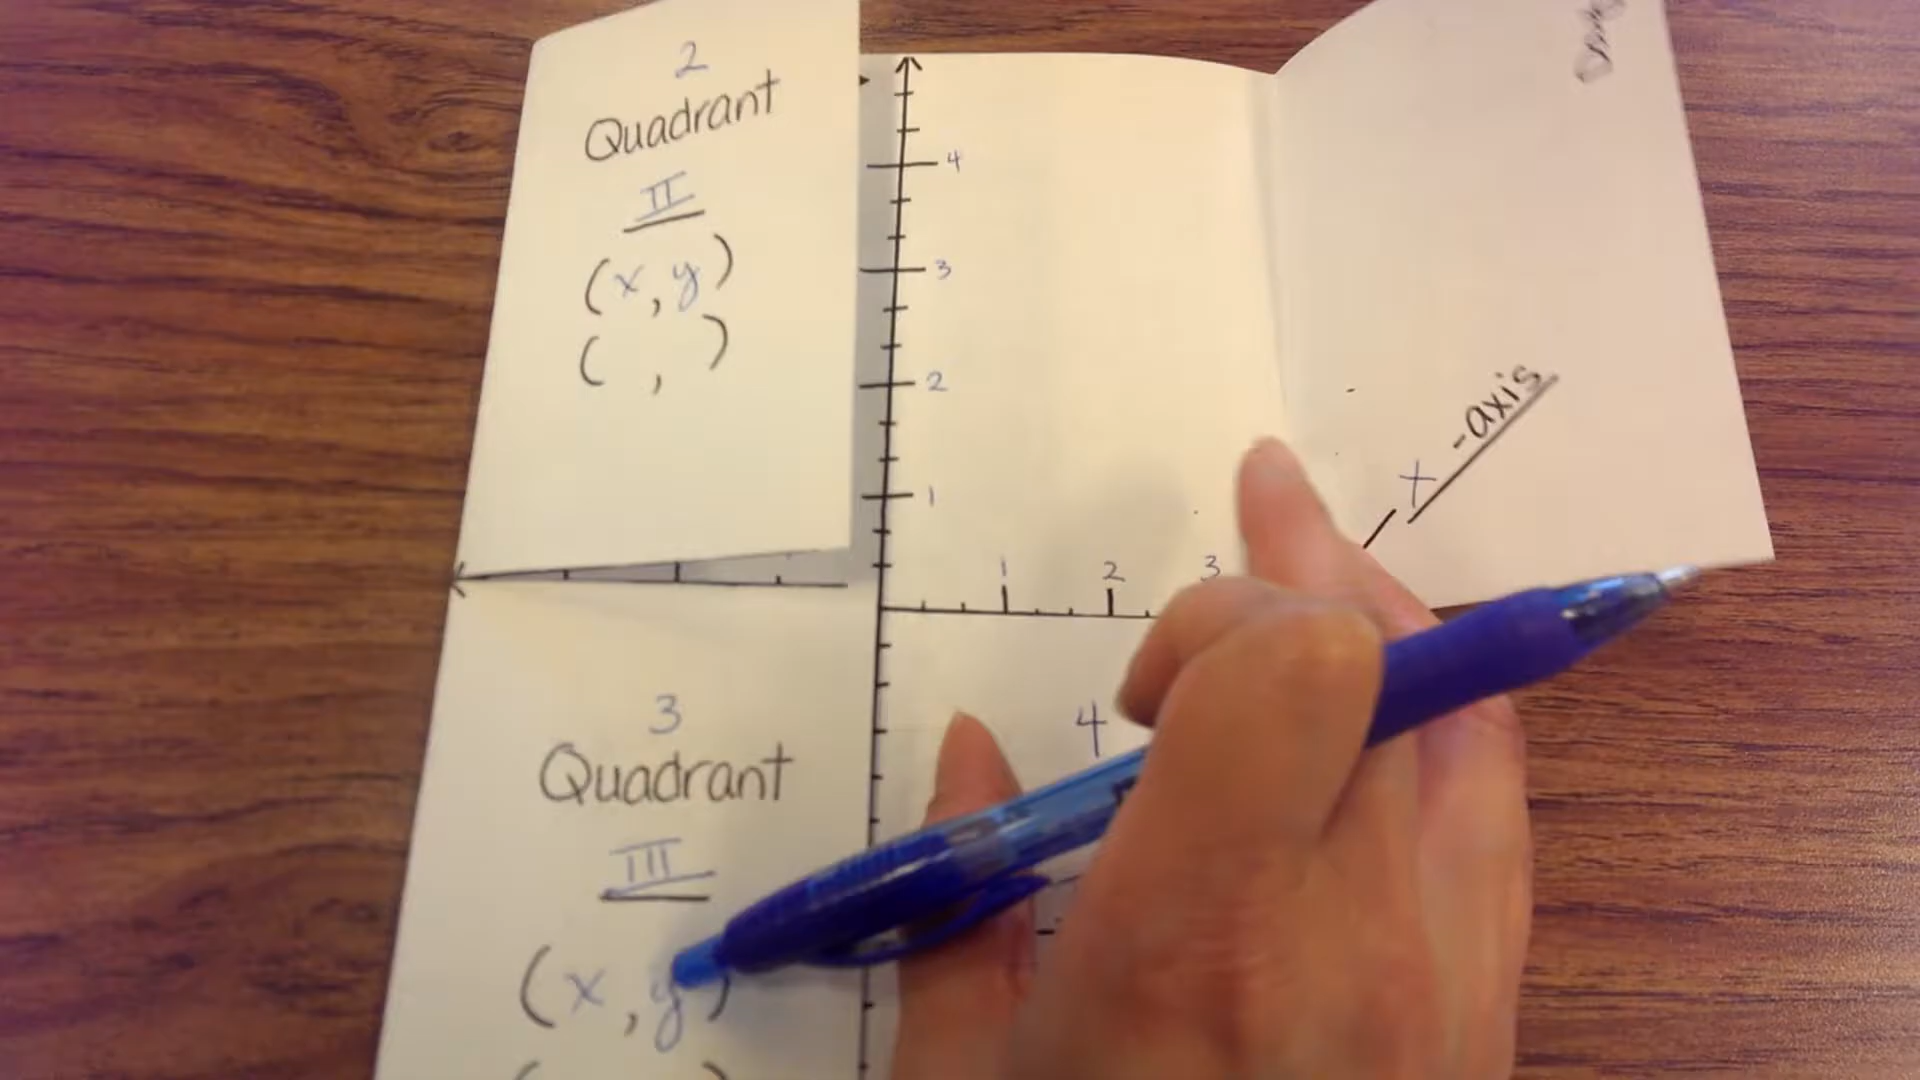 2
Quadrant
II
(x, y)
( , )
4
3
2
1
1 2 3
x -axis
3
Quadrant
III
(x, y)
4